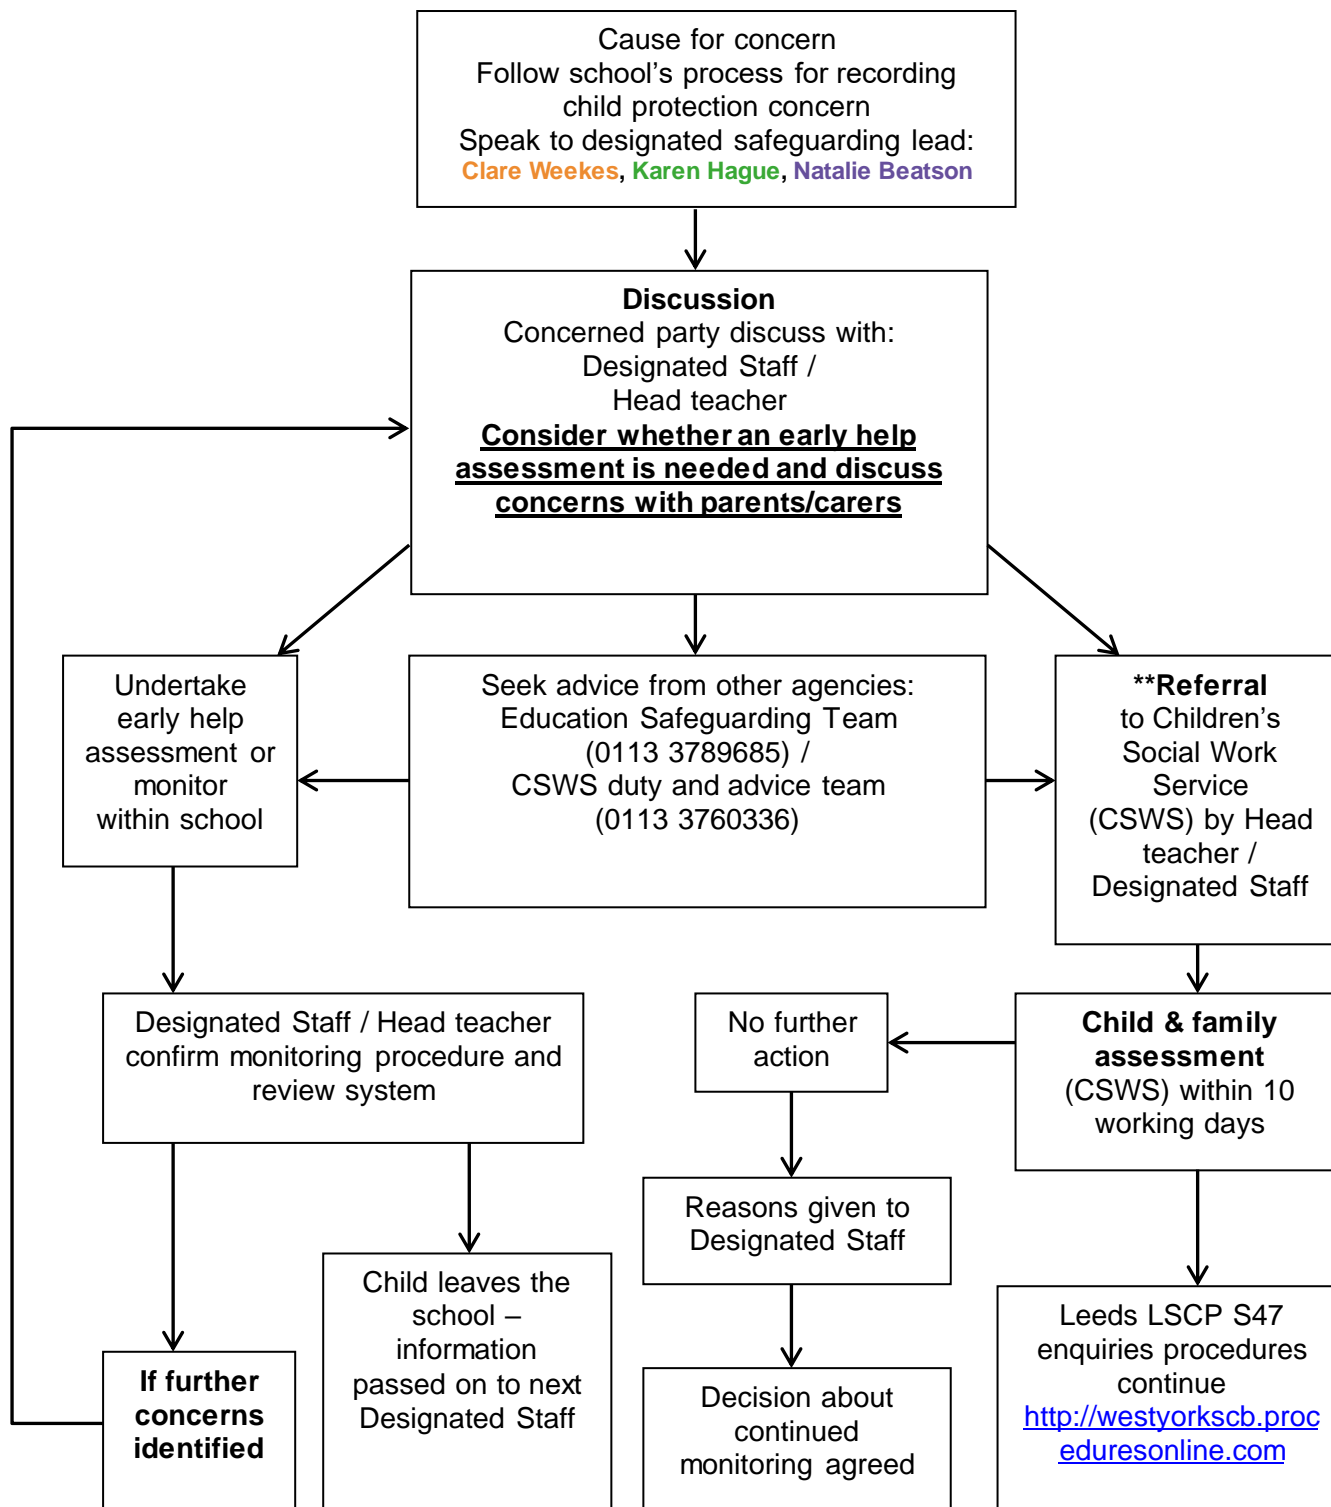 Cause for concern
Follow school’s process for recording
child protection concern
Speak to designated safeguarding lead:
Clare Weekes, Karen Hague, Natalie Beatson
Discussion
Concerned party discuss with:
Designated Staff /
Head teacher
Consider whether an early help
assessment is needed and discuss
concerns with parents/carers
Undertake
early help
assessment or
monitor
within school
Seek advice from other agencies:
Education Safeguarding Team
(0113 3789685) /
CSWS duty and advice team
(0113 3760336)
**Referral
to Children’s
Social Work
Service
(CSWS) by Head
teacher /
Designated Staff
Designated Staff / Head teacher
confirm monitoring procedure and
review system
No further
action
Child & family
assessment
(CSWS) within 10
working days
Reasons given to
Designated Staff
If further
concerns
identified
Child leaves the
school –
information
passed on to next
Designated Staff
Decision about
continued
monitoring agreed
Leeds LSCP S47
enquiries procedures
continue
http://westyorkscb.proc
eduresonline.com